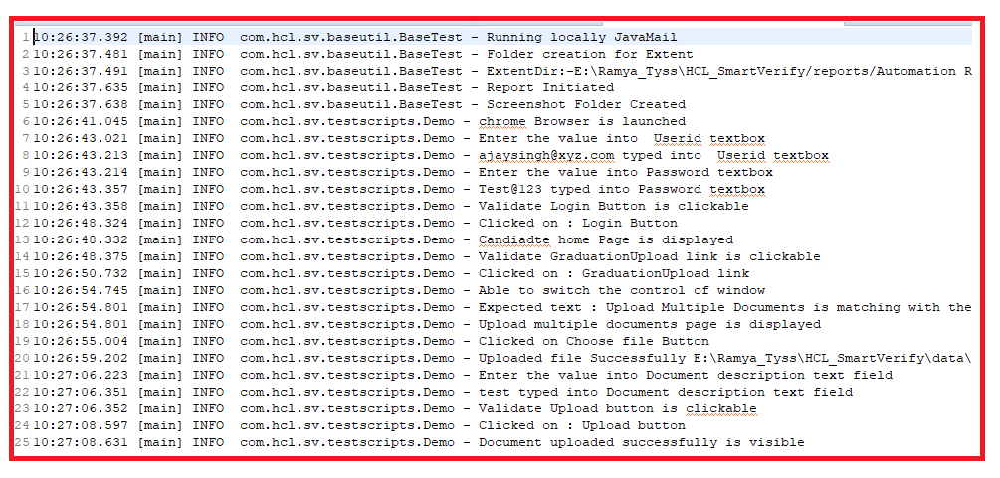 1 10:26:37.392 [main] INFO  com.hcl.sv.baseutil.BaseTest - Running locally JavaMail
2 10:26:37.481 [main] INFO  com.hcl.sv.baseutil.BaseTest - Folder creation for Extent
3 10:26:37.491 [main] INFO  com.hcl.sv.baseutil.BaseTest - ExtentDir:-E:\Ramya_Tyss\HCL_SmartVerify/reports/Automation R
4 10:26:37.635 [main] INFO  com.hcl.sv.baseutil.BaseTest - Report Initiated
5 10:26:37.638 [main] INFO  com.hcl.sv.baseutil.BaseTest - Screenshot Folder Created
6 10:26:41.045 [main] INFO  com.hcl.sv.testscripts.Demo - chrome Browser is launched
7 10:26:43.021 [main] INFO  com.hcl.sv.testscripts.Demo - Enter the value into  Userid textbox
8 10:26:43.213 [main] INFO  com.hcl.sv.testscripts.Demo - ajaysingh@xyz.com typed into  Userid textbox
9 10:26:43.214 [main] INFO  com.hcl.sv.testscripts.Demo - Enter the value into Password textbox
10 10:26:43.357 [main] INFO  com.hcl.sv.testscripts.Demo - Test@123 typed into Password textbox
11 10:26:43.358 [main] INFO  com.hcl.sv.testscripts.Demo - Validate Login Button is clickable
12 10:26:48.324 [main] INFO  com.hcl.sv.testscripts.Demo - Clicked on : Login Button
13 10:26:48.332 [main] INFO  com.hcl.sv.testscripts.Demo - Candiadte home Page is displayed
14 10:26:48.375 [main] INFO  com.hcl.sv.testscripts.Demo - Validate GraduationUpload link is clickable
15 10:26:50.732 [main] INFO  com.hcl.sv.testscripts.Demo - Clicked on : GraduationUpload link
16 10:26:54.745 [main] INFO  com.hcl.sv.testscripts.Demo - Able to switch the control of window
17 10:26:54.801 [main] INFO  com.hcl.sv.testscripts.Demo - Expected text : Upload Multiple Documents is matching with the
18 10:26:54.801 [main] INFO  com.hcl.sv.testscripts.Demo - Upload multiple documents page is displayed
19 10:26:55.004 [main] INFO  com.hcl.sv.testscripts.Demo - Clicked on Choose file Button
20 10:26:59.202 [main] INFO  com.hcl.sv.testscripts.Demo - Uploaded file Successfully E:\Ramya_Tyss\HCL_SmartVerify\data\
21 10:27:06.223 [main] INFO  com.hcl.sv.testscripts.Demo - Enter the value into Document description text field
22 10:27:06.351 [main] INFO  com.hcl.sv.testscripts.Demo - test typed into Document description text field
23 10:27:06.352 [main] INFO  com.hcl.sv.testscripts.Demo - Validate Upload button is clickable
24 10:27:08.597 [main] INFO  com.hcl.sv.testscripts.Demo - Clicked on : Upload button
25 10:27:08.631 [main] INFO  com.hcl.sv.testscripts.Demo - Document uploaded successfully is visible